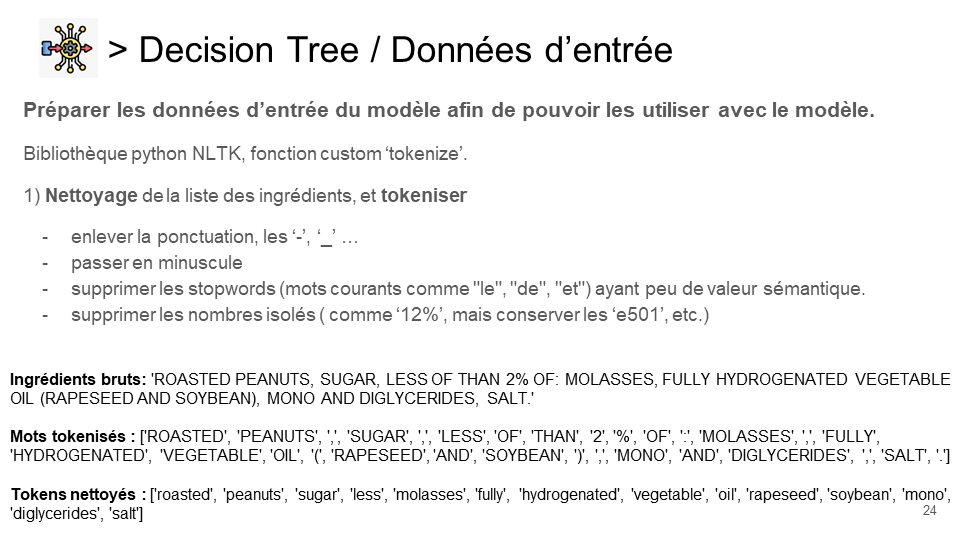 > Decision Tree / Données d’entrée
Préparer les données d’entrée du modèle afin de pouvoir les utiliser avec le modèle.
Bibliothèque python NLTK, fonction custom ‘tokenize’.
1) Nettoyage de la liste des ingrédients, et tokeniser
- enlever la ponctuation, les ‘-’, ‘_’ …
- passer en minuscule
- supprimer les stopwords (mots courants comme "le", "de", "et") ayant peu de valeur sémantique.
- supprimer les nombres isolés ( comme ‘12%’, mais conserver les ‘e501’, etc.)
Ingrédients bruts: 'ROASTED PEANUTS, SUGAR, LESS OF THAN 2% OF: MOLASSES, FULLY HYDROGENATED VEGETABLE
OIL (RAPESEED AND SOYBEAN), MONO AND DIGLYCERIDES, SALT.'
Mots tokenisés : ['ROASTED', 'PEANUTS', ',', 'SUGAR', ',', 'LESS', 'OF', 'THAN', '2', '%', 'OF', ':', 'MOLASSES', ',', 'FULLY',
'HYDROGENATED', 'VEGETABLE', 'OIL', '(', 'RAPESEED', 'AND', 'SOYBEAN', ')', ',', 'MONO', 'AND', 'DIGLYCERIDES', ',', 'SALT', '.']
Tokens nettoyés : ['roasted', 'peanuts', 'sugar', 'less', 'molasses', 'fully', 'hydrogenated', 'vegetable', 'oil', 'rapeseed', 'soybean', 'mono',
'diglycerides', 'salt']
24